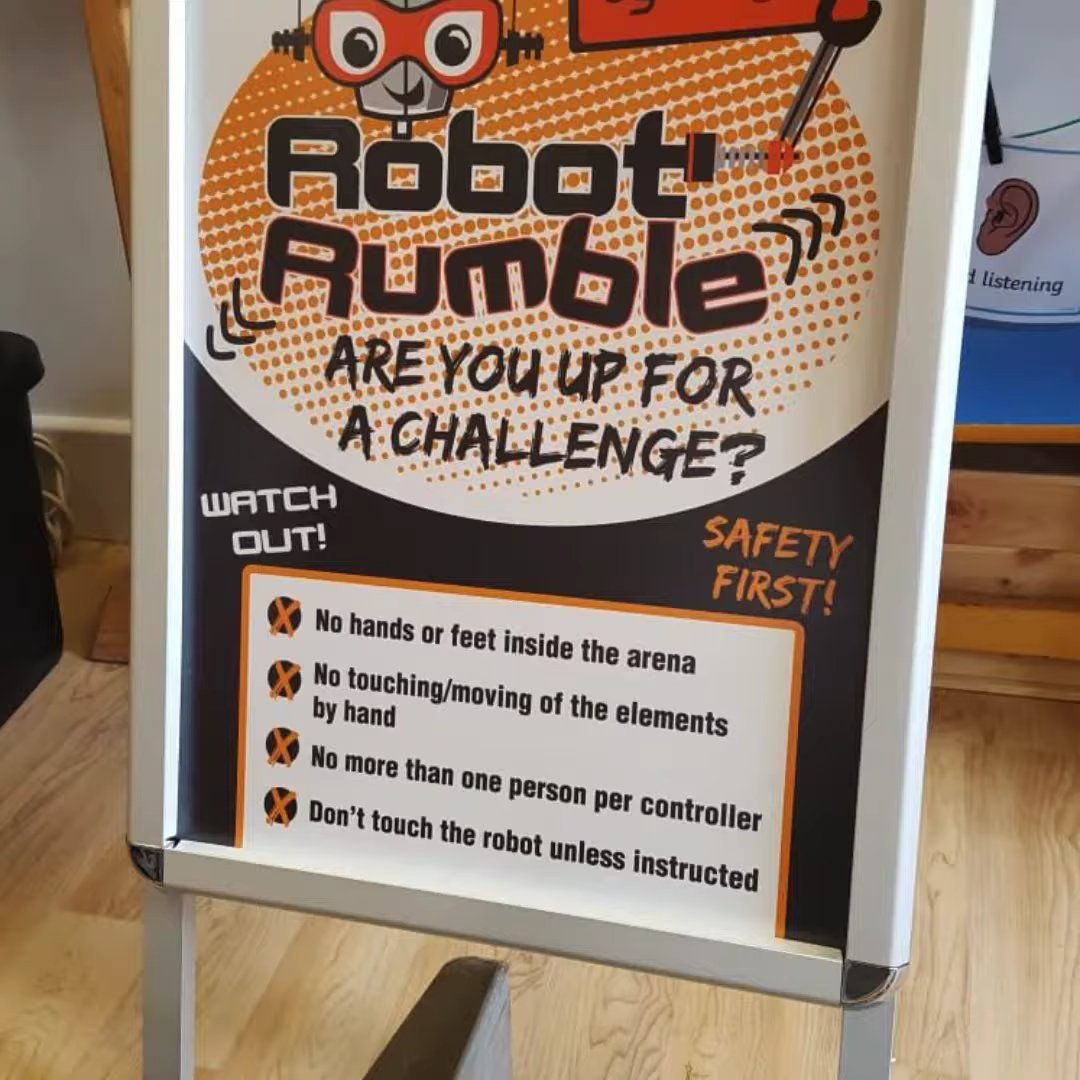 Robot
Rumble
ARE YOU UP FOR
A CHALLENGE?
WATCH
OUT!
SAFETY
FIRST!
No hands or feet inside the arena
No touching/moving of the elements
by hand
No more than one person per controller
Don't touch the robot unless instructed
listening